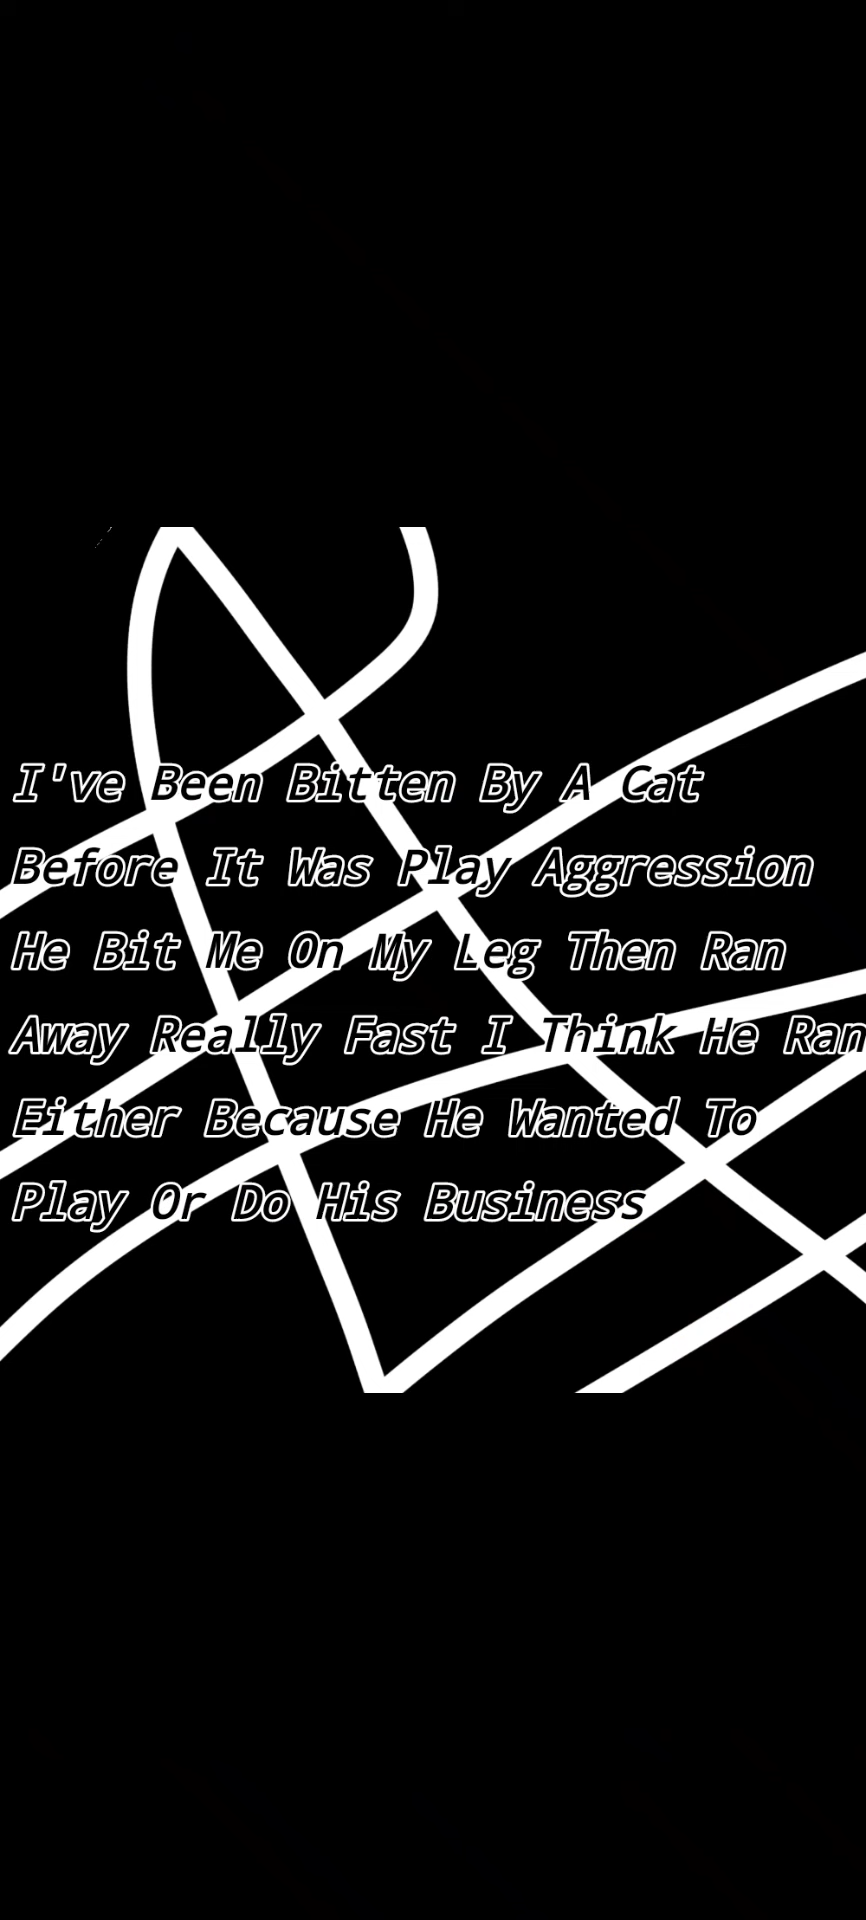 I've Been Bitten By A Cat
Before It Was Play Aggression
He Bit Me On My Leg Then Ran
Away Really Fast I Think He Ran
Either Because He Wanted To
Play Or Do His Business